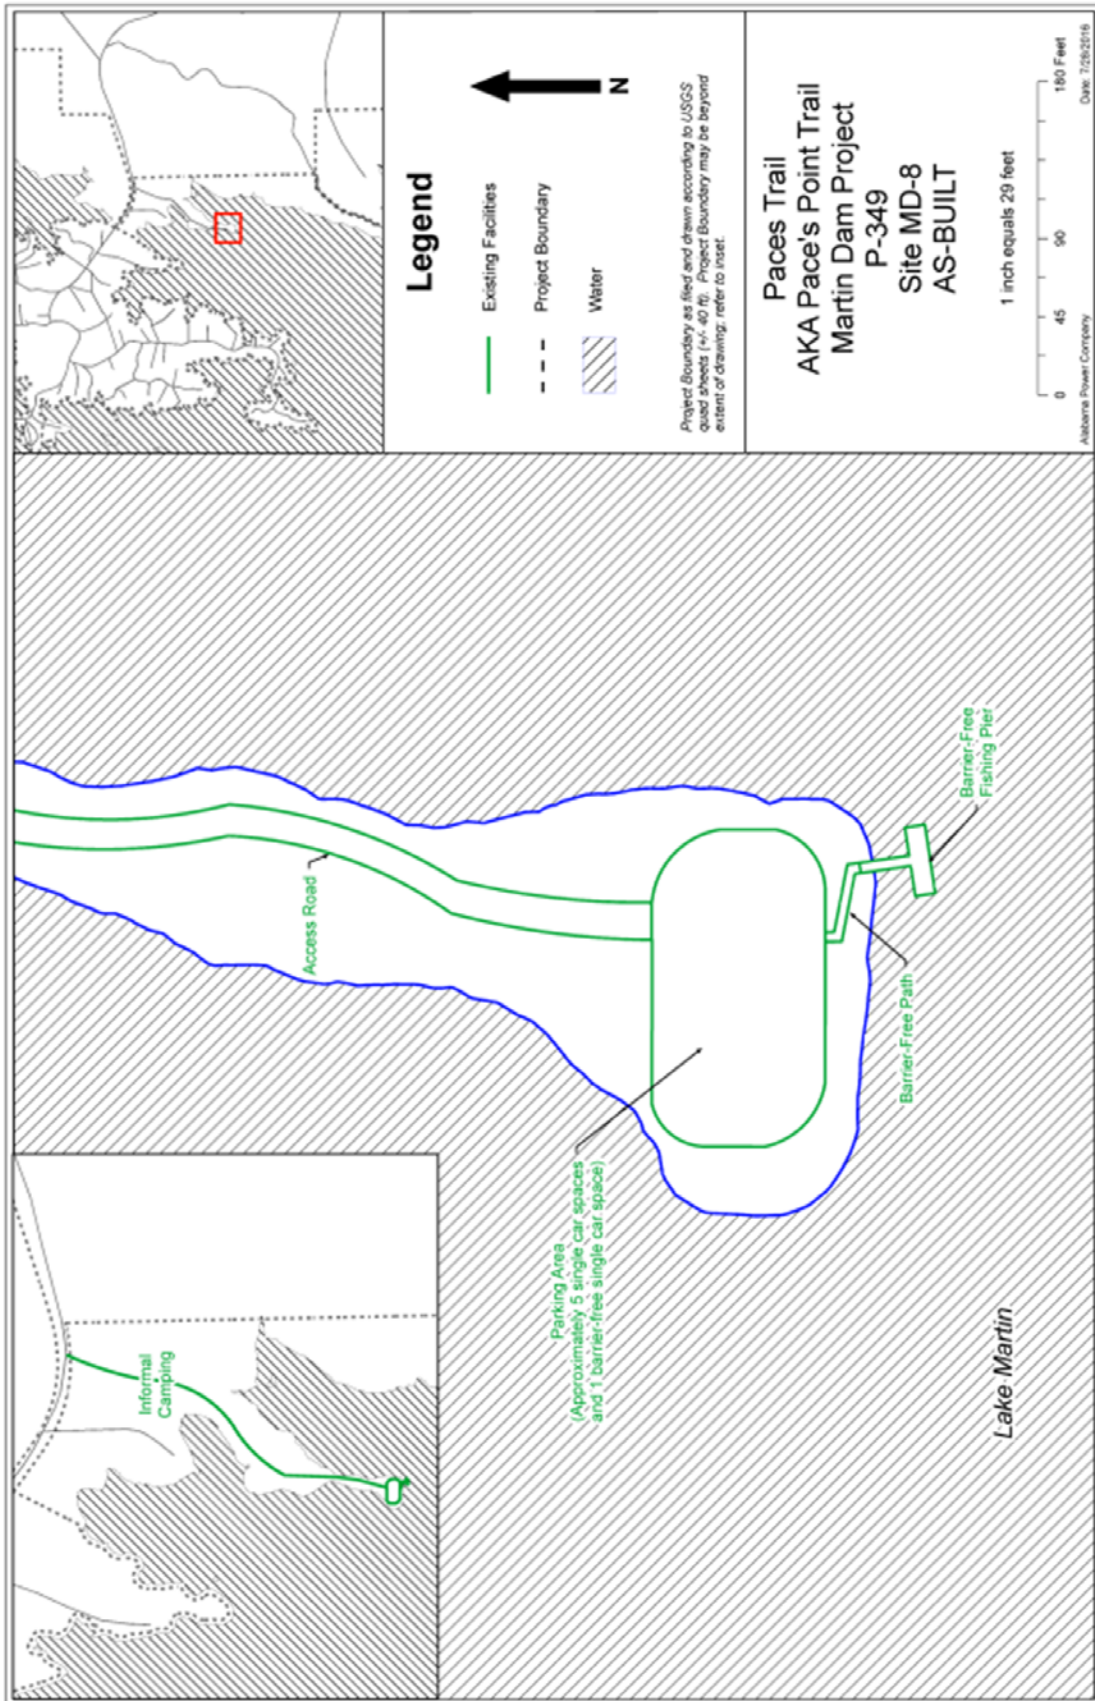 Informal
Camping
Access Road
Parking Area
(Approximately 5 single car spaces
and 1 barrier-free single car space)
Barrier-Free Path
Barrier-Free
Fishing Pier
Lake Martin
Legend
Existing Facilities
Project Boundary
Water
N
Project Boundary as filed and drawn according to USGS
quad sheets (+/- 40 ft). Project Boundary may be beyond
extent of drawing; refer to inset.
Paces Trail
AKA Pace's Point Trail
Martin Dam Project
P-349
Site MD-8
AS-BUILT
1 inch equals 29 feet
0 45 90 180 Feet
Alabama Power Company
Date: 7/28/2016